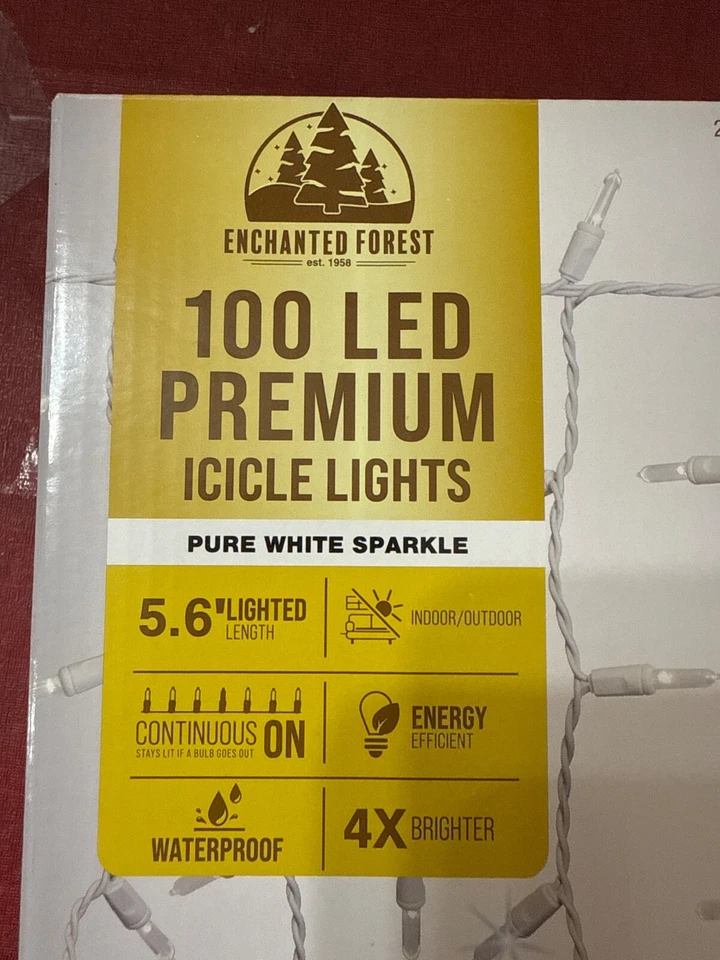 ENCHANTED FOREST
est. 1958
100 LED
PREMIUM
ICICLE LIGHTS
PURE WHITE SPARKLE
5.6' LIGHTED
LENGTH
INDOOR/OUTDOOR
CONTINUOUS ON
STAYS LIT IF A BULB GOES OUT
ENERGY
EFFICIENT
WATERPROOF
4X BRIGHTER